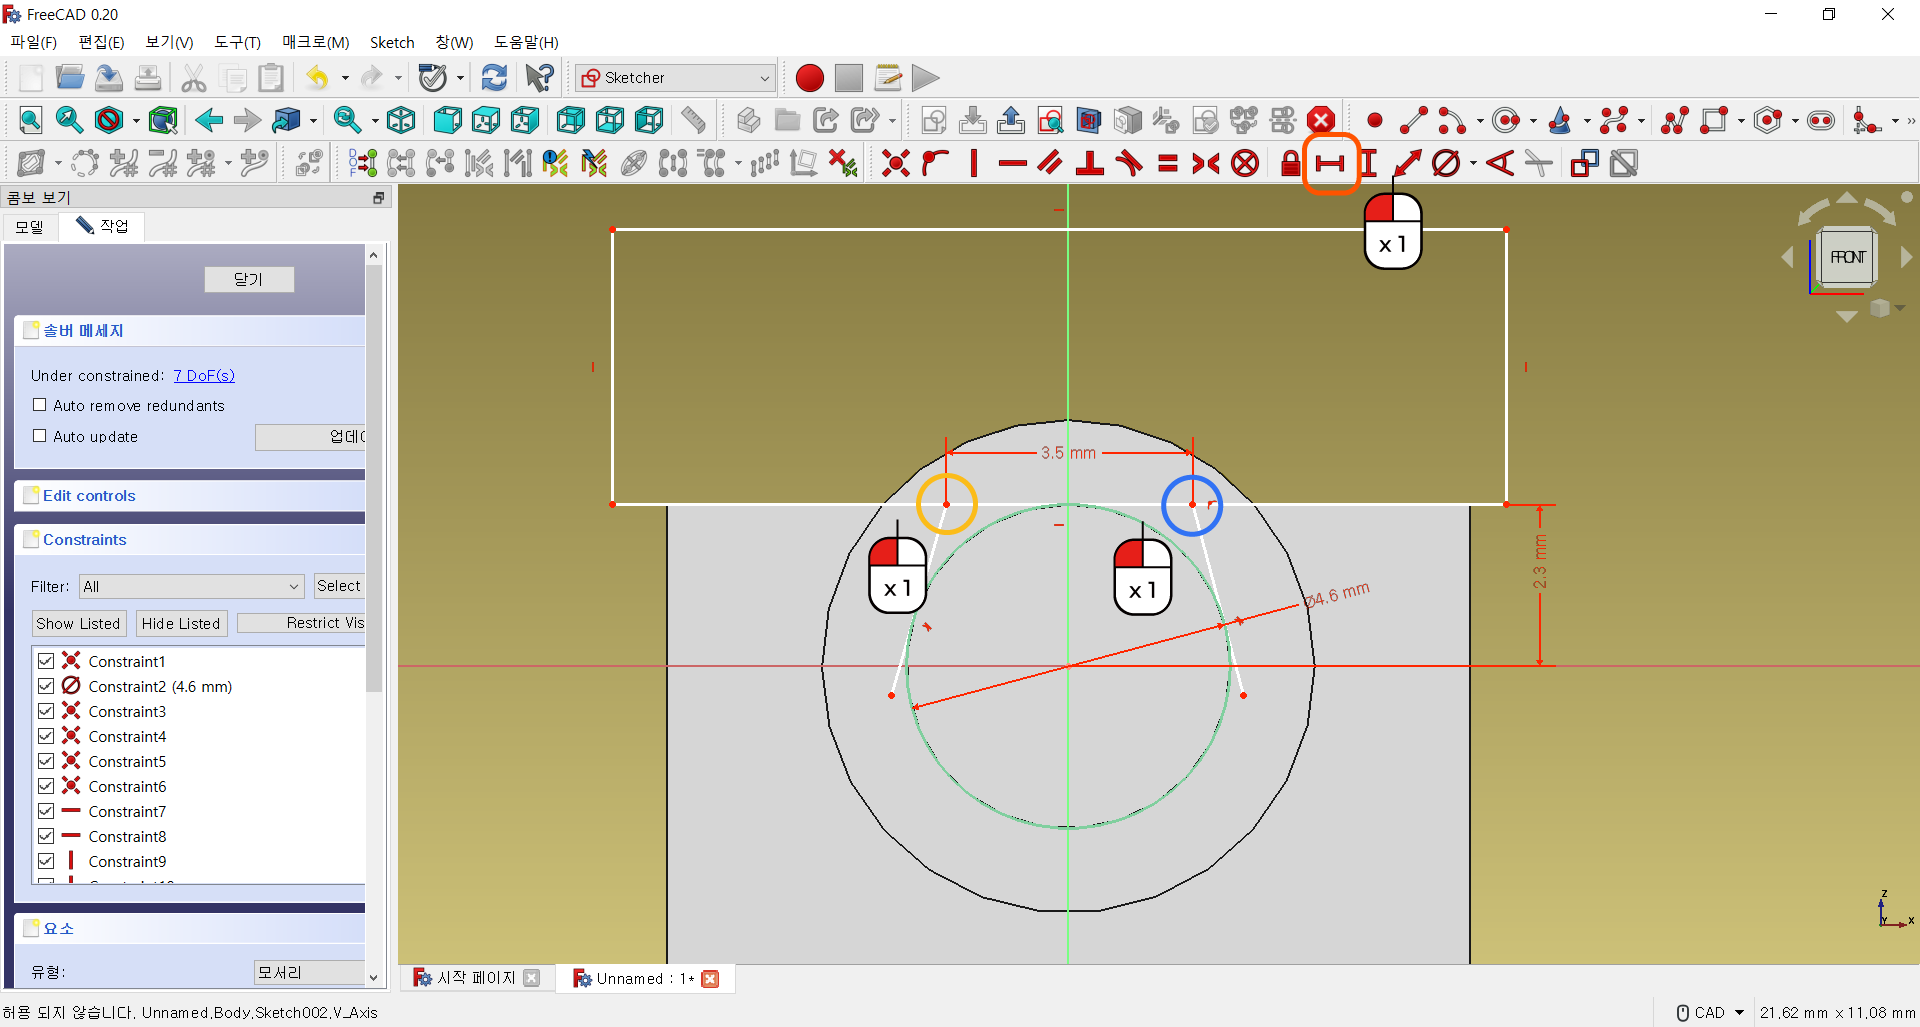 FreeCAD 0.20
파일(F) 편집(E) 보기(V) 도구(T) 매크로(M) Sketch 창(W) 도움말(H)
Sketcher
D
O
F
»
콤보 보기
모델 작업
닫기
솔버 메세지
Under constrained: 7 DoF(s)
Auto remove redundants
Auto update
업데이
Edit controls
Constraints
Filter: All Select
Show Listed Hide Listed Restrict Vis
Constraint1
Constraint2 (4.6 mm)
Constraint3
Constraint4
Constraint5
Constraint6
Constraint7
Constraint8
Constraint9
요소
유형: 모서리
x 1
FRONT
3.5 mm
x 1
x 1
2.3 mm
Ø4.6 mm
Z
Y
X
시작 페이지 Unnamed : 1*
허용 되지 않습니다. Unnamed.Body.Sketch002.V_Axis
CAD 21.62 mm x 11.08 mm